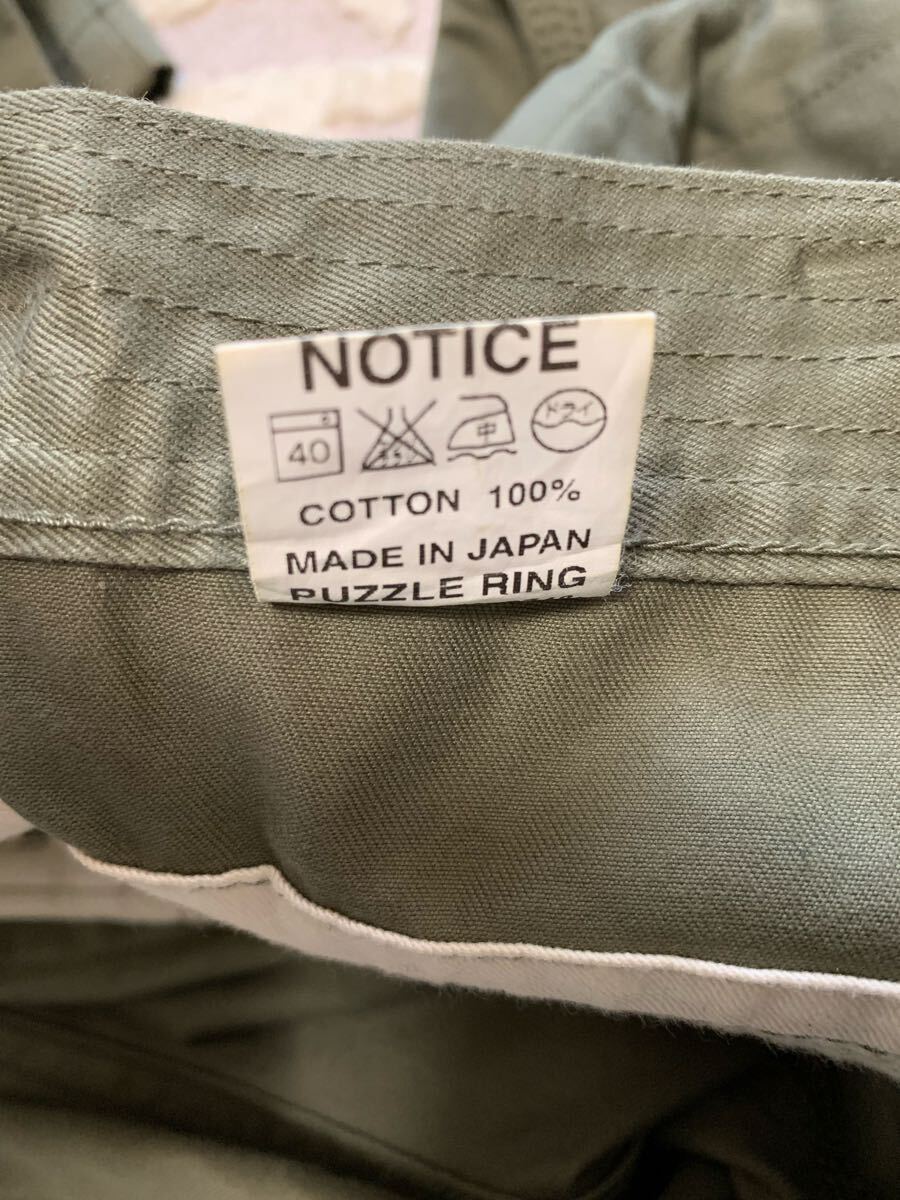 NOTICE
40 中 ドライ
COTTON 100%
MADE IN JAPAN
PUZZLE RING